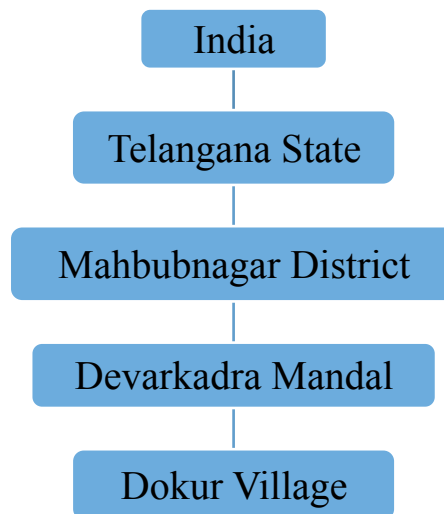 India
Telangana State
Mahbubnagar District
Devarkadra Mandal
Dokur Village